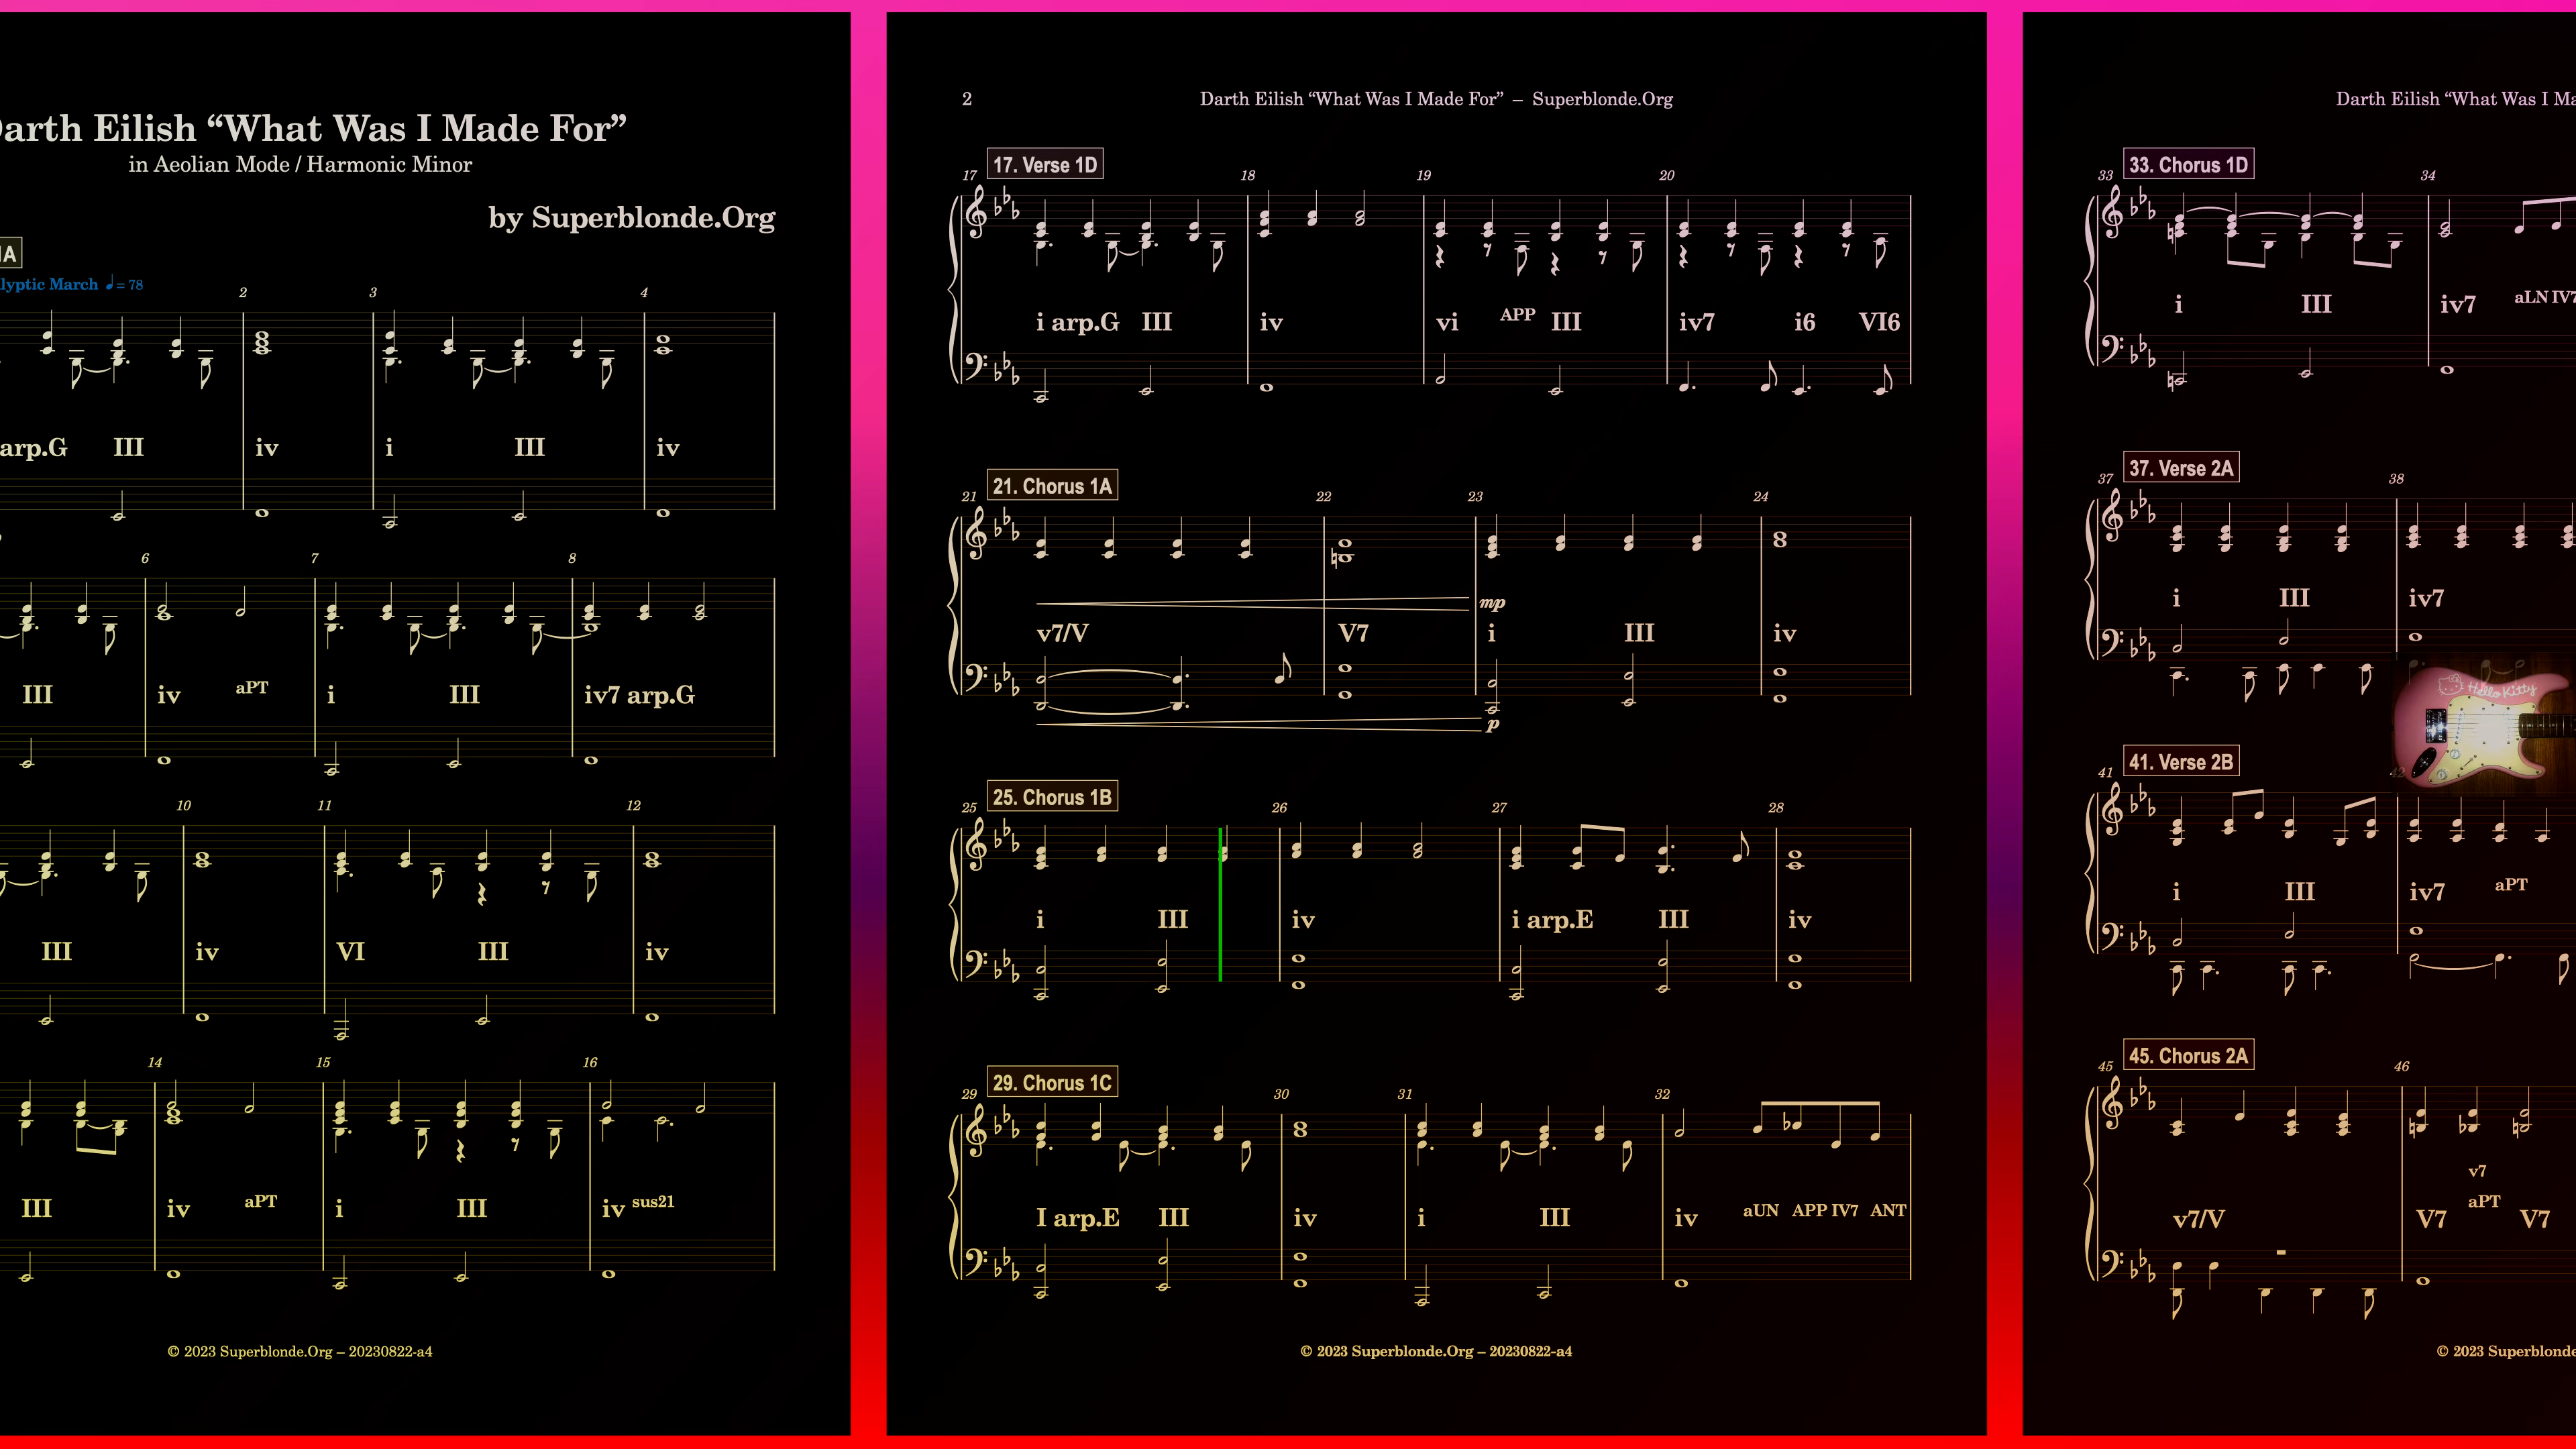 Darth Eilish “What Was I Made For”
in Aeolian Mode / Harmonic Minor
by Superblonde.Org
1A
lyptic March ♩= 78
2 3 4
arp.G III iv i III iv
6 7 8
III iv aPT i III iv7 arp.G
10 11 12
III iv VI III iv
14 15 16
III iv aPT i III iv sus21
© 2023 Superblonde.Org – 20230822-a4
2 Darth Eilish “What Was I Made For” – Superblonde.Org
17. Verse 1D
17 18 19 20
i arp.G III iv vi APP III iv7 i6 VI6
21. Chorus 1A
21 22 23 24
mp
v7/V V7 i III iv
p
25. Chorus 1B
25 26 27 28
i III iv i arp.E III iv
29. Chorus 1C
29 30 31 32
I arp.E III iv i III iv aUN APP IV7 ANT
© 2023 Superblonde.Org – 20230822-a4
Darth Eilish “What Was I Ma
33. Chorus 1D
33 34
i III iv7 aLN IV7
37. Verse 2A
37 38
i III iv7
Hello Kitty
41. Verse 2B
41 42
i III iv7 aPT
45. Chorus 2A
45 46
v7
aPT
v7/V V7 V7
© 2023 Superblonde